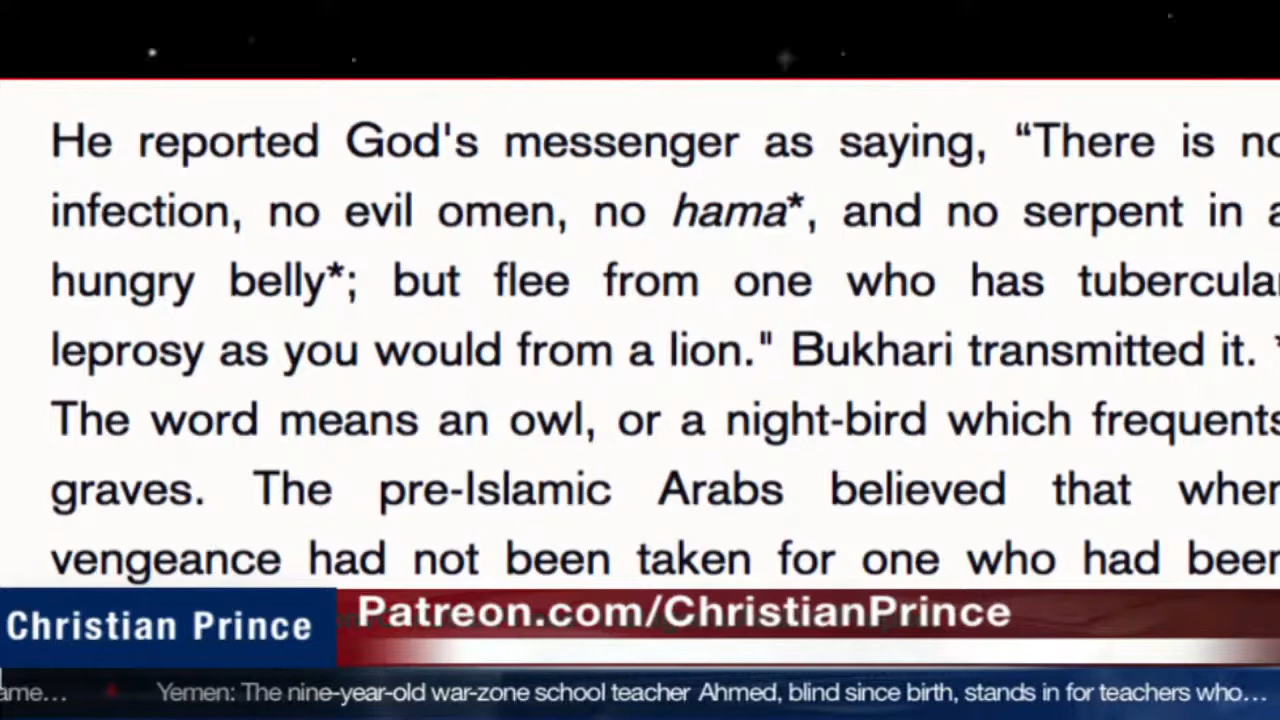 He reported God's messenger as saying, “There is no
infection, no evil omen, no hama*, and no serpent in a
hungry belly*; but flee from one who has tubercular
leprosy as you would from a lion." Bukhari transmitted it. *
The word means an owl, or a night-bird which frequents
graves. The pre-Islamic Arabs believed that when
vengeance had not been taken for one who had been
Christian Prince
Patreon.com/ChristianPrince
ame… Yemen: The nine-year-old war-zone school teacher Ahmed, blind since birth, stands in for teachers who…